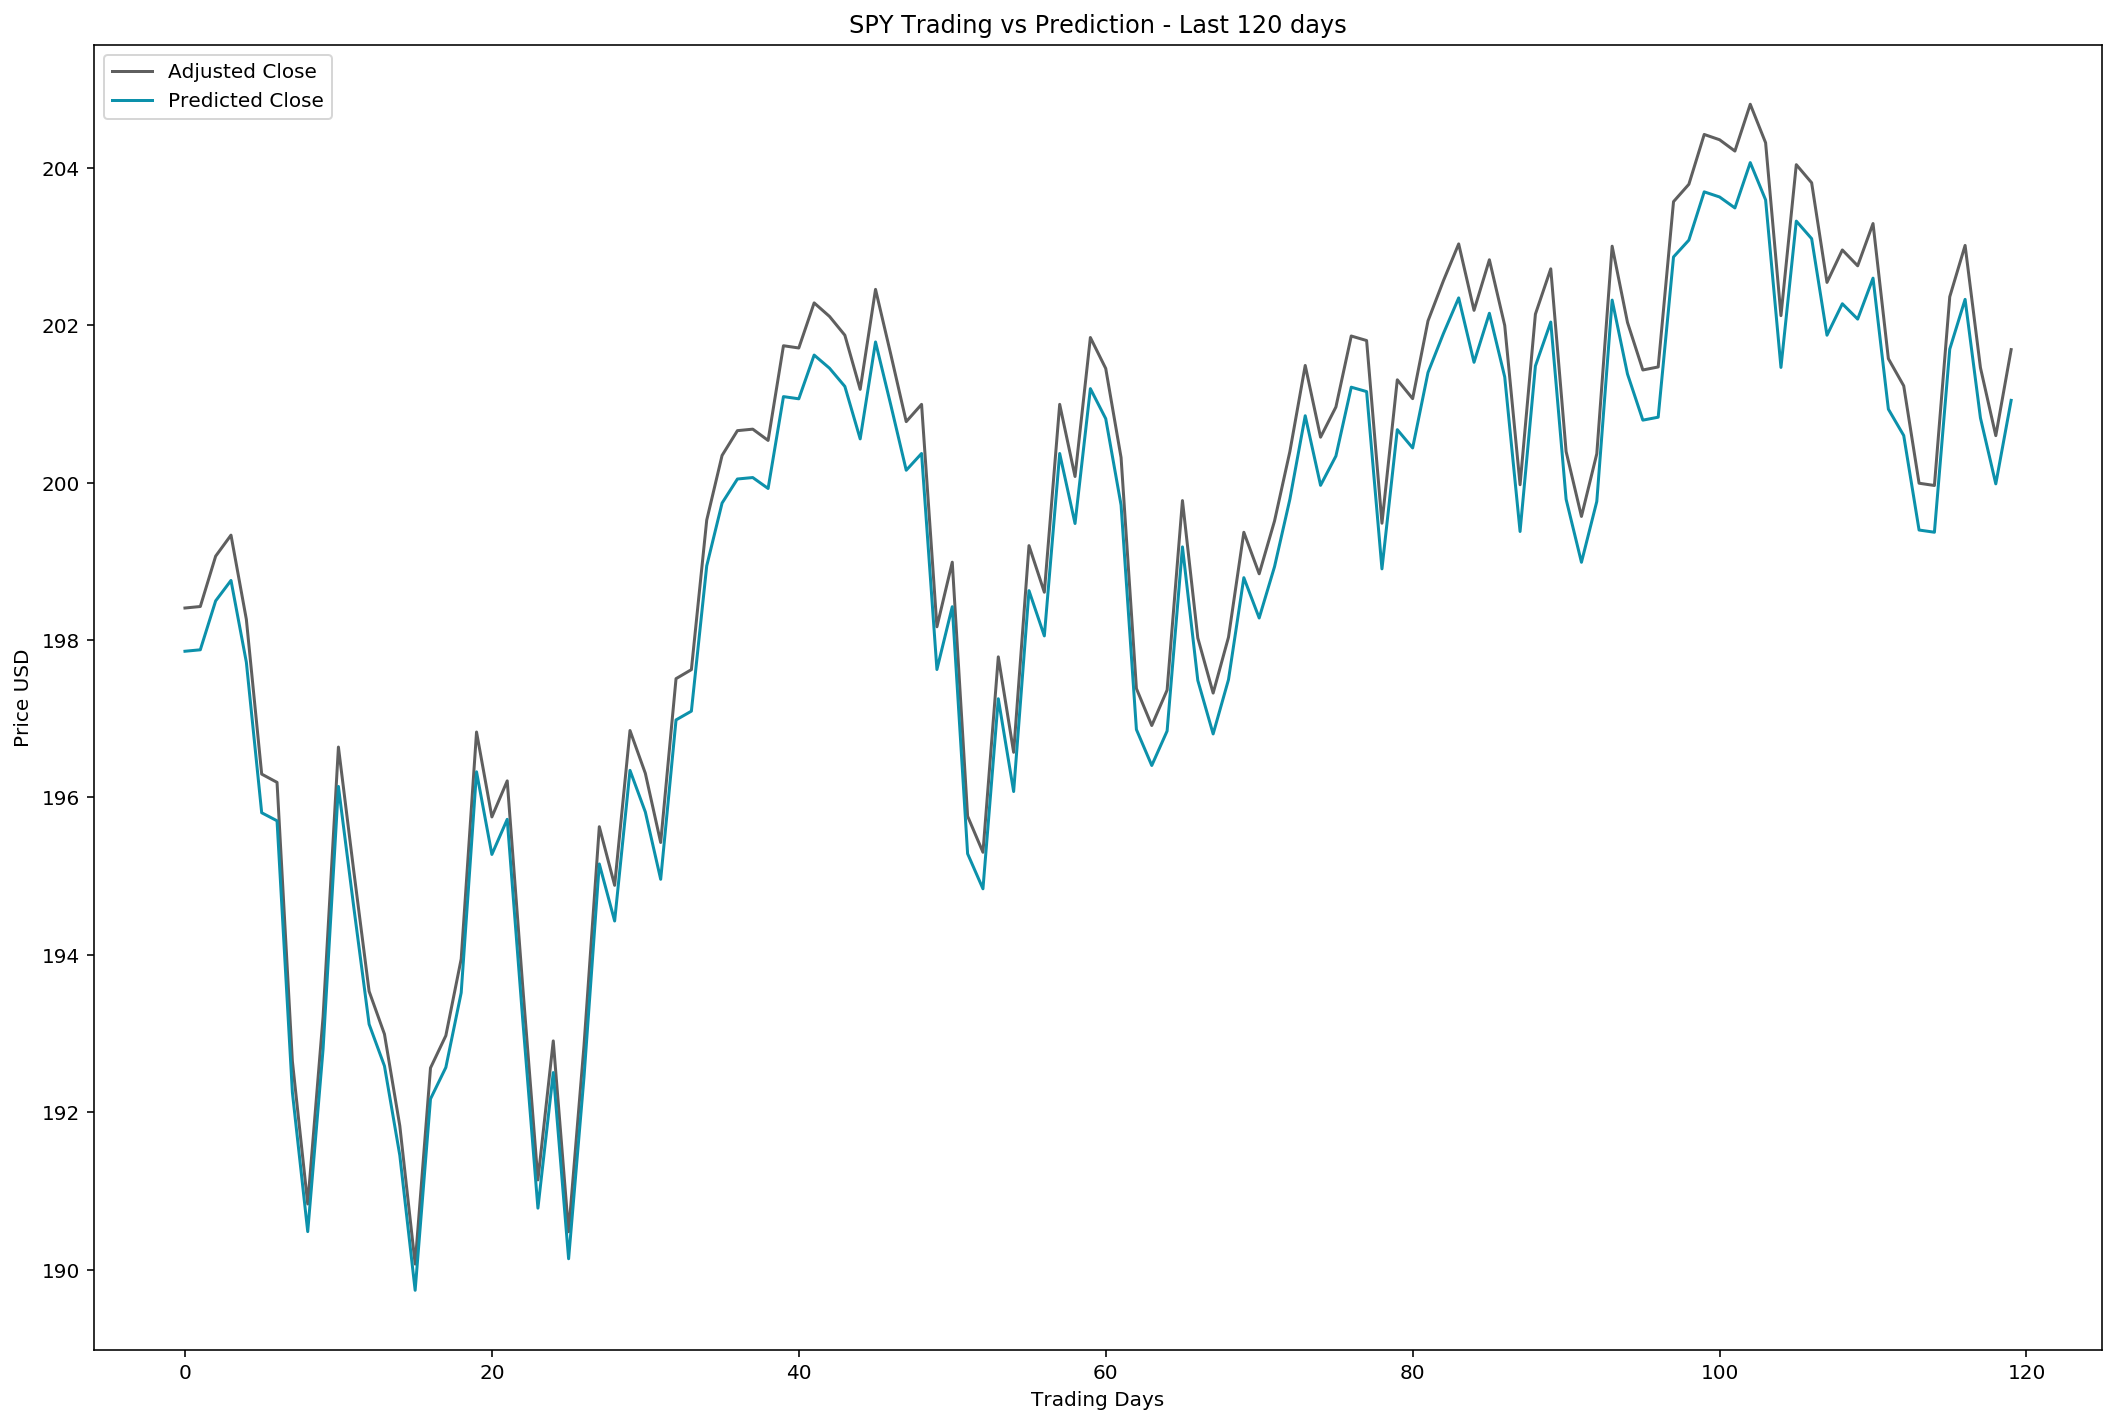 SPY Trading vs Prediction - Last 120 days
Adjusted Close
Predicted Close
204
202
200
198
196
194
192
190
Price USD
0 20 40 60 80 100 120
Trading Days